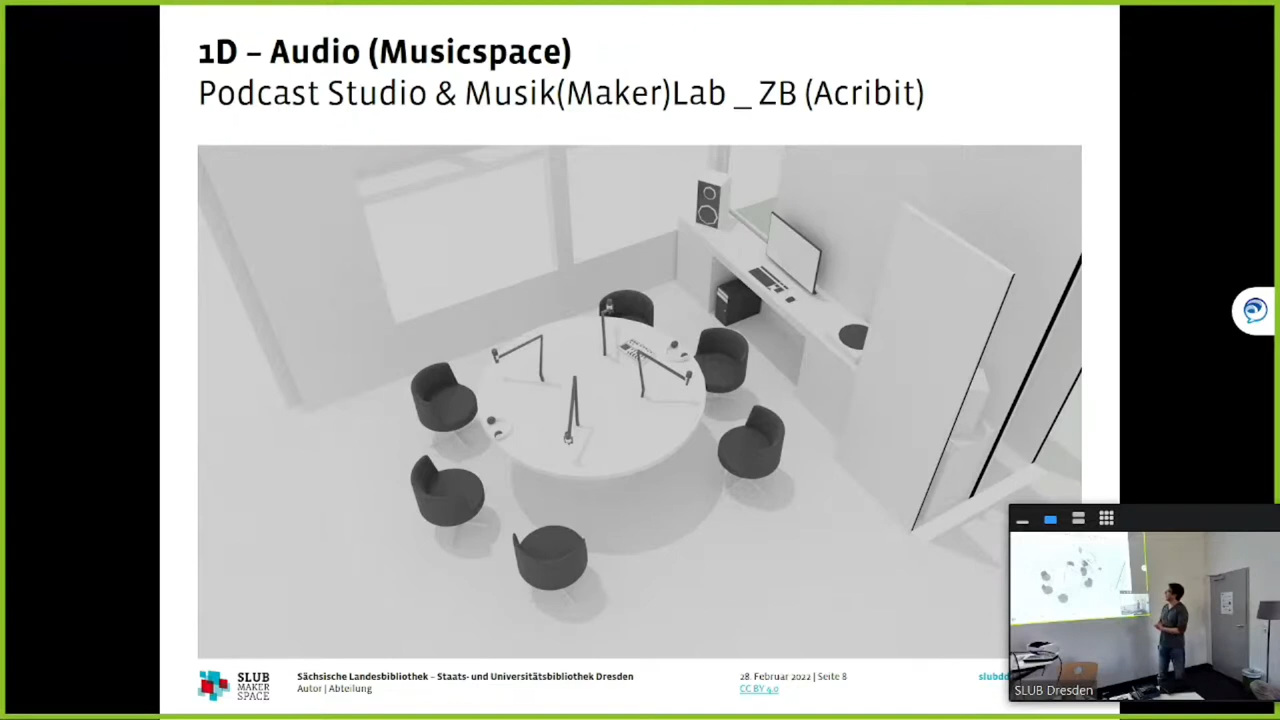 1D – Audio (Musicspace)
Podcast Studio & Musik(Maker)Lab _ ZB (Acribit)
SLUB
MAKER
SPACE
Sächsische Landesbibliothek – Staats- und Universitätsbibliothek Dresden
Autor | Abteilung
28. Februar 2022 | Seite 8
CC BY 4.0
slubdd
SLUB Dresden